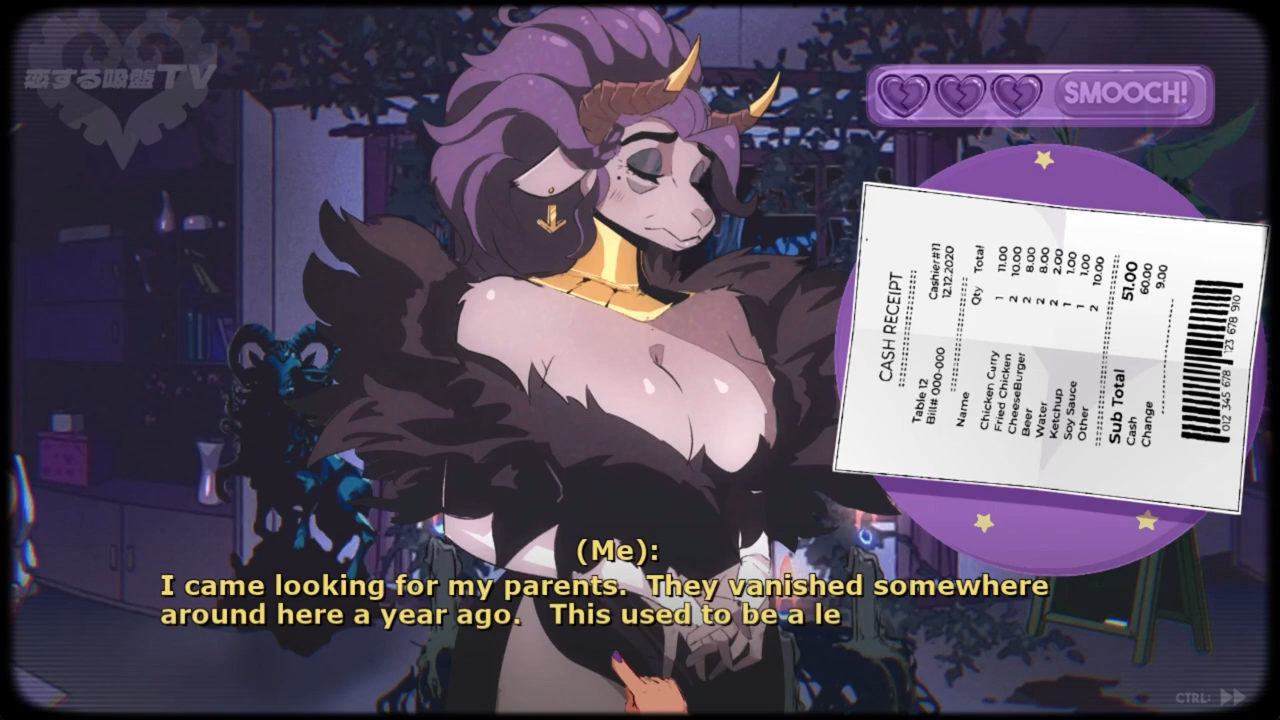 恋する吸盤TV
SMOOCH!
CASH RECEIPT
Table 12 Cashier#11
Bill# 000-000 12.12.2020
Name Qty Total
Chicken Curry 1 11.00
Fried Chicken 2 10.00
CheeseBurger 2 8.00
Beer 2 8.00
Water 2 2.00
Ketchup 1 1.00
Soy Sauce 1 1.00
Other 2 10.00
Sub Total 51.00
Cash 60.00
Change 9.00
012 345 678 123 678 910
(Me):
I came looking for my parents. They vanished somewhere
around here a year ago. This used to be a le
CTRL: